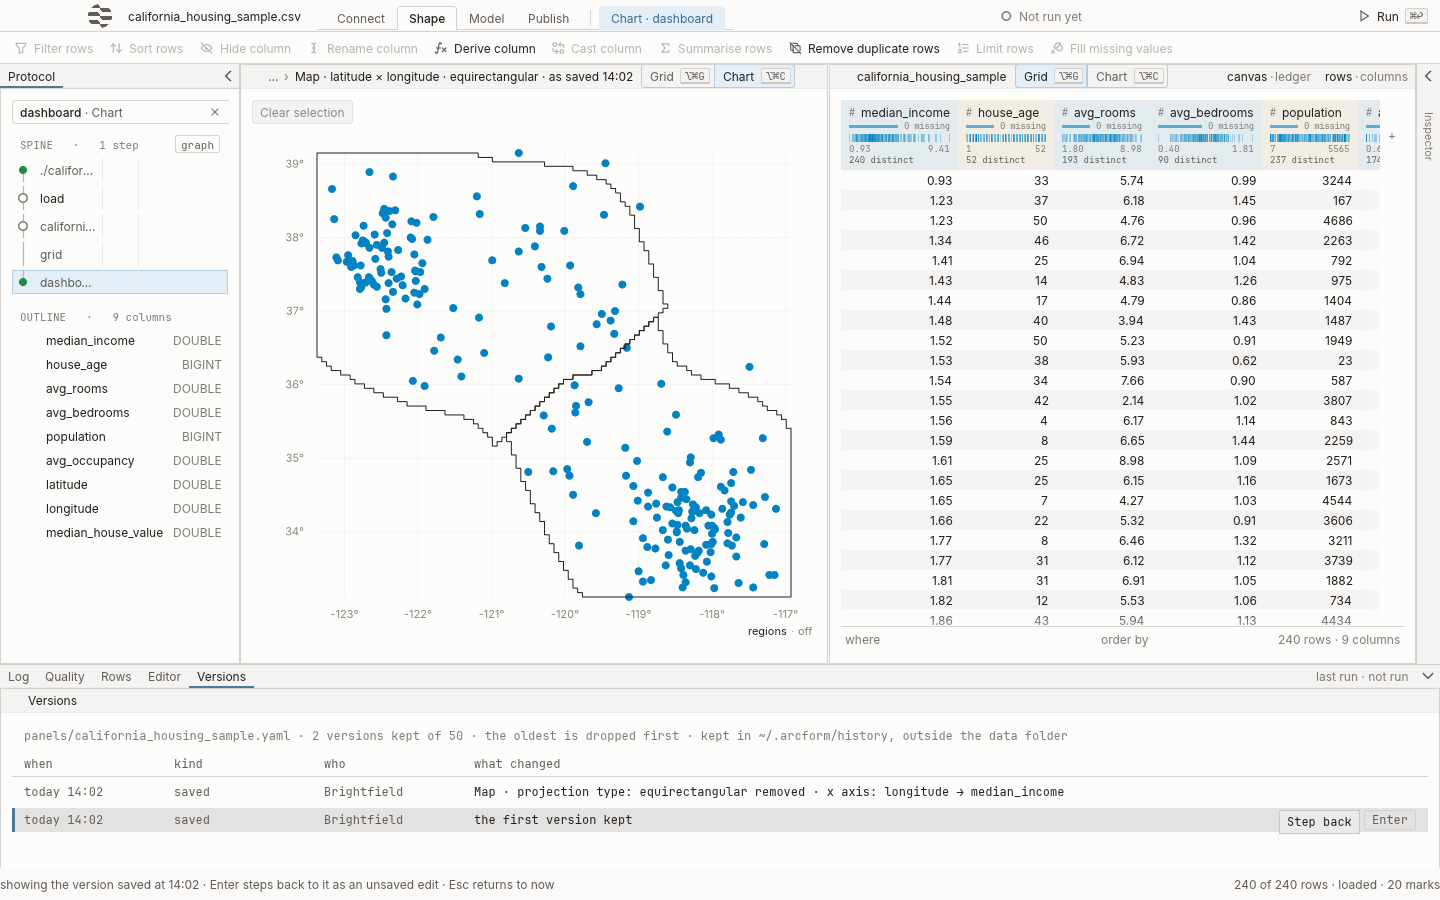 california_housing_sample.csv
Connect Shape Model Publish Chart · dashboard
Not run yet
Run
Filter rows Sort rows Hide column Rename column Derive column Cast column Summarise rows Remove duplicate rows Limit rows Fill missing values
Protocol
dashboard · Chart ×
SPINE · 1 step graph
./califor...
load
californi...
grid
dashbo...
OUTLINE · 9 columns
median_income DOUBLE
house_age BIGINT
avg_rooms DOUBLE
avg_bedrooms DOUBLE
population BIGINT
avg_occupancy DOUBLE
latitude DOUBLE
longitude DOUBLE
median_house_value DOUBLE
... › Map · latitude × longitude · equirectangular · as saved 14:02 Grid ⌥⌘G Chart ⌥⌘C
Clear selection
39°
38°
37°
36°
35°
34°
-123° -122° -121° -120° -119° -118° -117°
regions · off
california_housing_sample Grid ⌥⌘G Chart ⌥⌘C canvas · ledger rows · columns
# median_income # house_age # avg_rooms # avg_bedrooms # population # a
0 missing 0 missing 0 missing 0 missing 0 missing
0.93 9.41 1 52 1.80 8.98 0.40 1.81 7 5565 0.6
240 distinct 52 distinct 193 distinct 90 distinct 237 distinct 174
+
0.93 33 5.74 0.99 3244
1.23 37 6.18 1.45 167
1.23 50 4.76 0.96 4686
1.34 46 6.72 1.42 2263
1.41 25 6.94 1.04 792
1.43 14 4.83 1.26 975
1.44 17 4.79 0.86 1404
1.48 40 3.94 1.43 1487
1.52 50 5.23 0.91 1949
1.53 38 5.93 0.62 23
1.54 34 7.66 0.90 587
1.55 42 2.14 1.02 3807
1.56 4 6.17 1.14 843
1.59 8 6.65 1.44 2259
1.61 25 8.98 1.09 2571
1.65 25 6.15 1.16 1673
1.65 7 4.27 1.03 4544
1.66 22 5.32 0.91 3606
1.77 8 6.46 1.32 3211
1.77 31 6.12 1.12 3739
1.81 31 6.91 1.05 1882
1.82 12 5.53 1.06 734
1.86 43 5.94 1.13 4434
where order by 240 rows · 9 columns
Inspector
Log Quality Rows Editor Versions last run · not run
Versions
panels/california_housing_sample.yaml · 2 versions kept of 50 · the oldest is dropped first · kept in ~/.arcform/history, outside the data folder
when kind who what changed
today 14:02 saved Brightfield Map · projection type: equirectangular removed · x axis: longitude → median_income
today 14:02 saved Brightfield the first version kept Step back Enter
showing the version saved at 14:02 · Enter steps back to it as an unsaved edit · Esc returns to now
240 of 240 rows · loaded · 20 marks